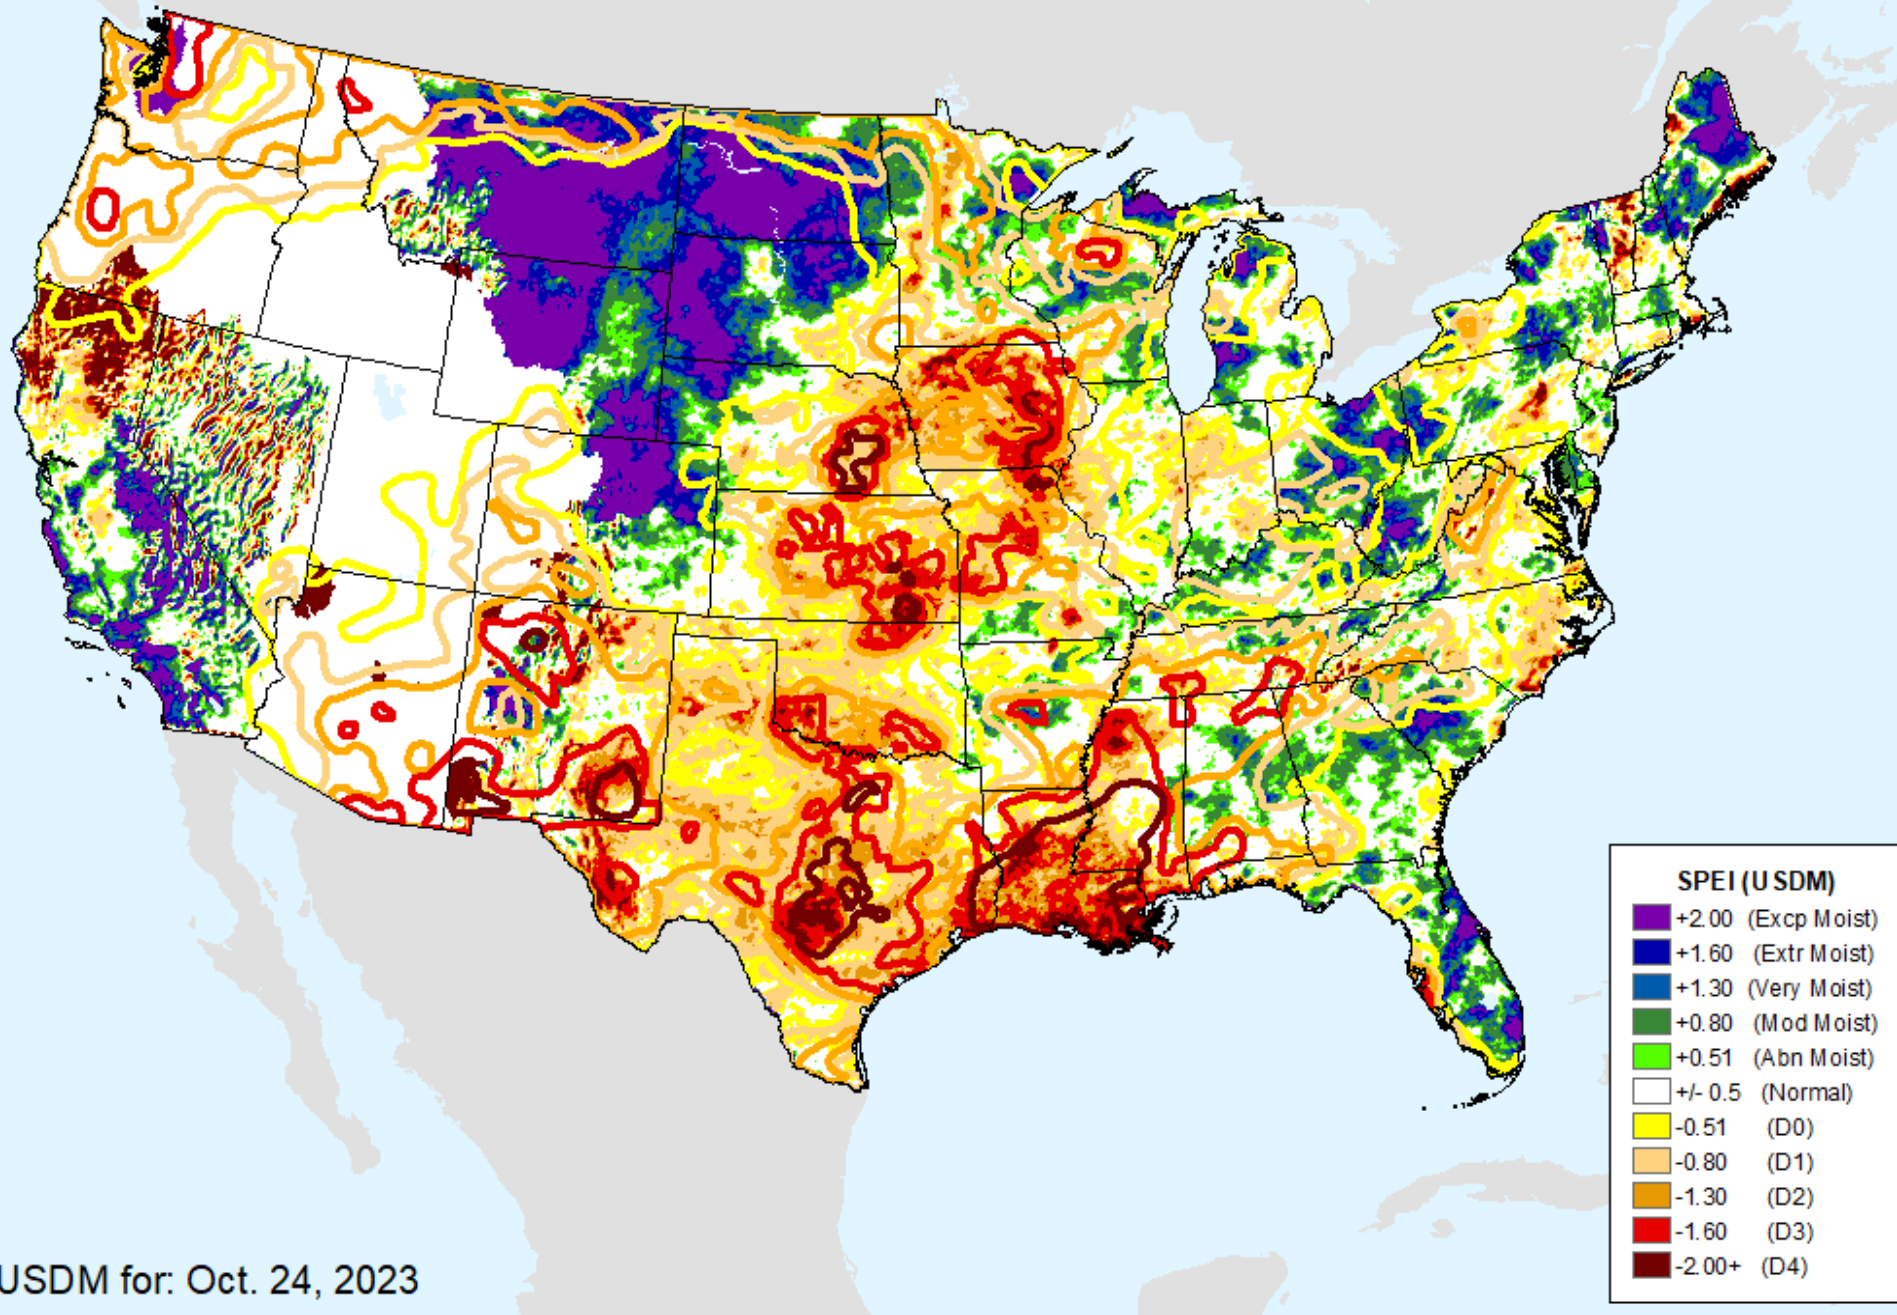 SPEI (USDM)
+2.00 (Excp Moist)
+1.60 (Extr Moist)
+1.30 (Very Moist)
+0.80 (Mod Moist)
+0.51 (Abn Moist)
+/- 0.5 (Normal)
-0.51 (D0)
-0.80 (D1)
-1.30 (D2)
-1.60 (D3)
-2.00+ (D4)
USDM for: Oct. 24, 2023